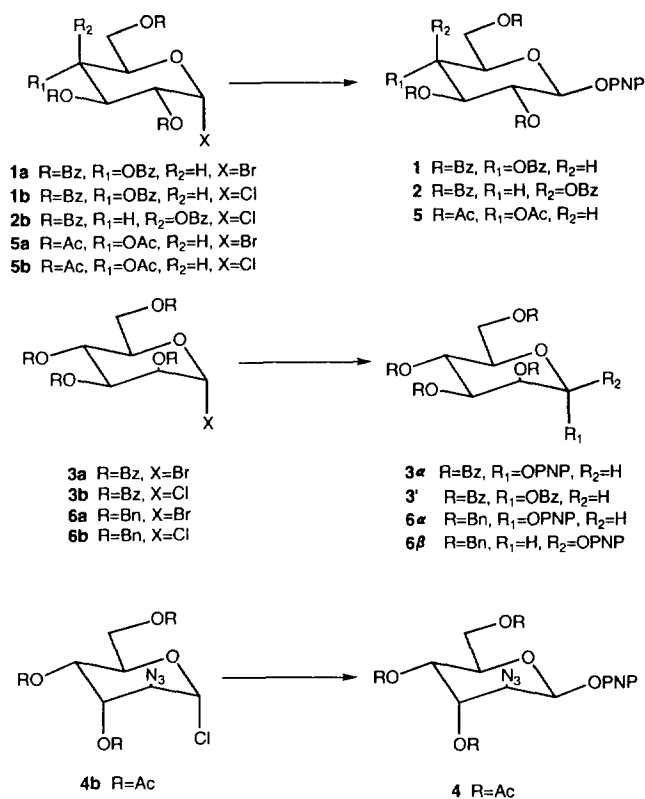 OR OR
R₂ R₂
O O
R₁ R₁ OPNP
RO RO
RO RO
X
1a R=Bz, R₁=OBz, R₂=H, X=Br
1b R=Bz, R₁=OBz, R₂=H, X=Cl
2b R=Bz, R₁=H, R₂=OBz, X=Cl
5a R=Ac, R₁=OAc, R₂=H, X=Br
5b R=Ac, R₁=OAc, R₂=H, X=Cl
1 R=Bz, R₁=OBz, R₂=H
2 R=Bz, R₁=H, R₂=OBz
5 R=Ac, R₁=OAc, R₂=H
OR OR
O O
RO OR RO OR R₂
RO RO
X R₁
3a R=Bz, X=Br
3b R=Bz, X=Cl
6a R=Bn, X=Br
6b R=Bn, X=Cl
3α R=Bz, R₁=OPNP, R₂=H
3' R=Bz, R₁=OBz, R₂=H
6α R=Bn, R₁=OPNP, R₂=H
6β R=Bn, R₁=H, R₂=OPNP
OR OR
O O
RO N₃ RO N₃ OPNP
OR Cl OR
4b R=Ac
4 R=Ac